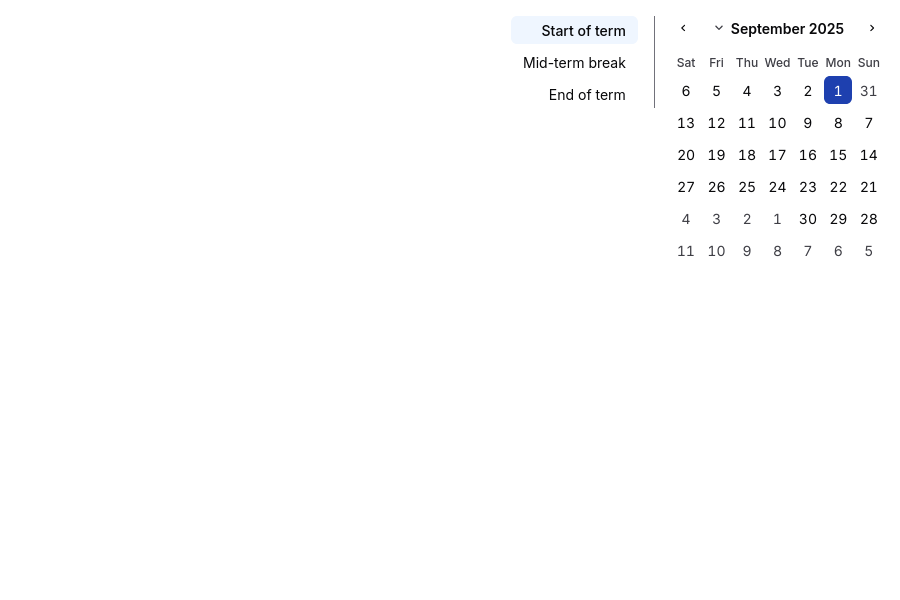 Start of term
Mid-term break
End of term
September 2025
Sun Mon Tue Wed Thu Fri Sat
31 1 2 3 4 5 6
7 8 9 10 11 12 13
14 15 16 17 18 19 20
21 22 23 24 25 26 27
28 29 30 1 2 3 4
5 6 7 8 9 10 11